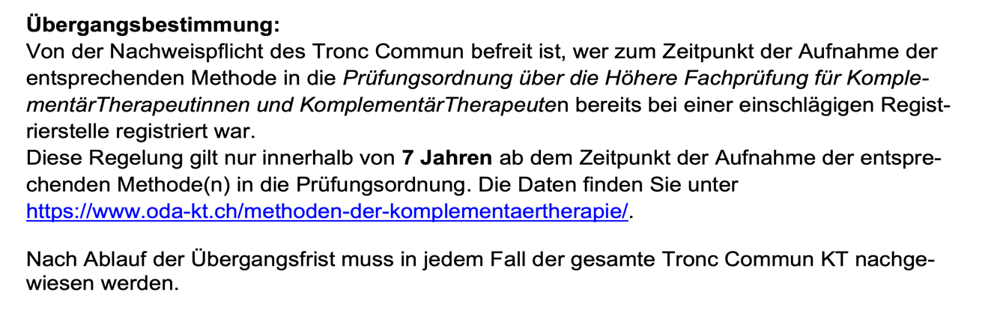 Übergangsbestimmung:
Von der Nachweispflicht des Tronc Commun befreit ist, wer zum Zeitpunkt der Aufnahme der
entsprechenden Methode in die Prüfungsordnung über die Höhere Fachprüfung für Komple-
mentärTherapeutinnen und KomplementärTherapeuten bereits bei einer einschlägigen Regist-
rierstelle registriert war.
Diese Regelung gilt nur innerhalb von 7 Jahren ab dem Zeitpunkt der Aufnahme der entspre-
chenden Methode(n) in die Prüfungsordnung. Die Daten finden Sie unter
https://www.oda-kt.ch/methoden-der-komplementaertherapie/.
Nach Ablauf der Übergangsfrist muss in jedem Fall der gesamte Tronc Commun KT nachge-
wiesen werden.